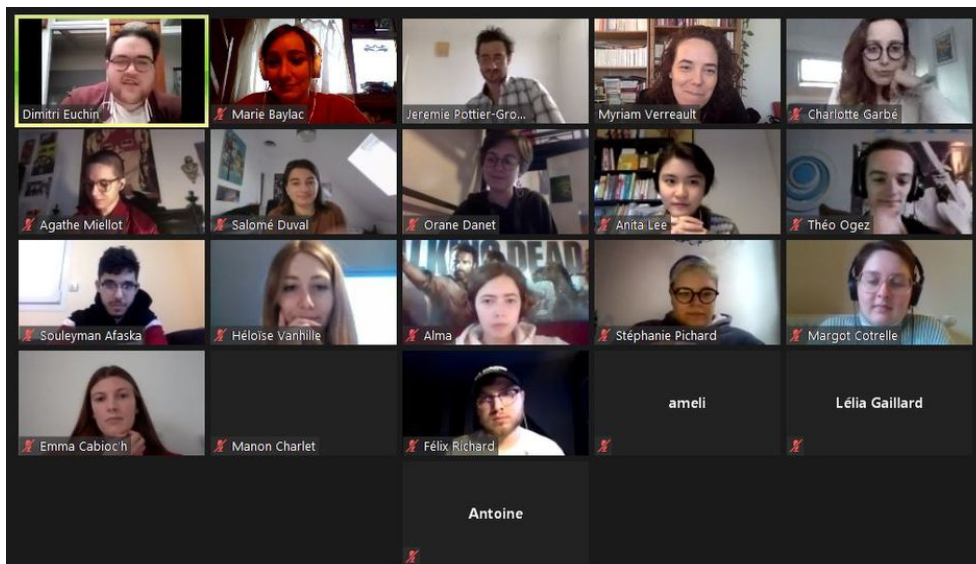 Dimitri Euchin
Marie Baylac
Jeremie Pottier-Gro...
Myriam Verreault
Charlotte Garbé
Agathe Miellot
Salomé Duval
Orane Danet
Anita Lee
Théo Ogez
Souleyman Afaska
Héloïse Vanhille
LKING DEAD
Alma
Stéphanie Pichard
Margot Cotrelle
Emma Cabioc'h
Manon Charlet
Félix Richard
ameli
Lélia Gaillard
Antoine